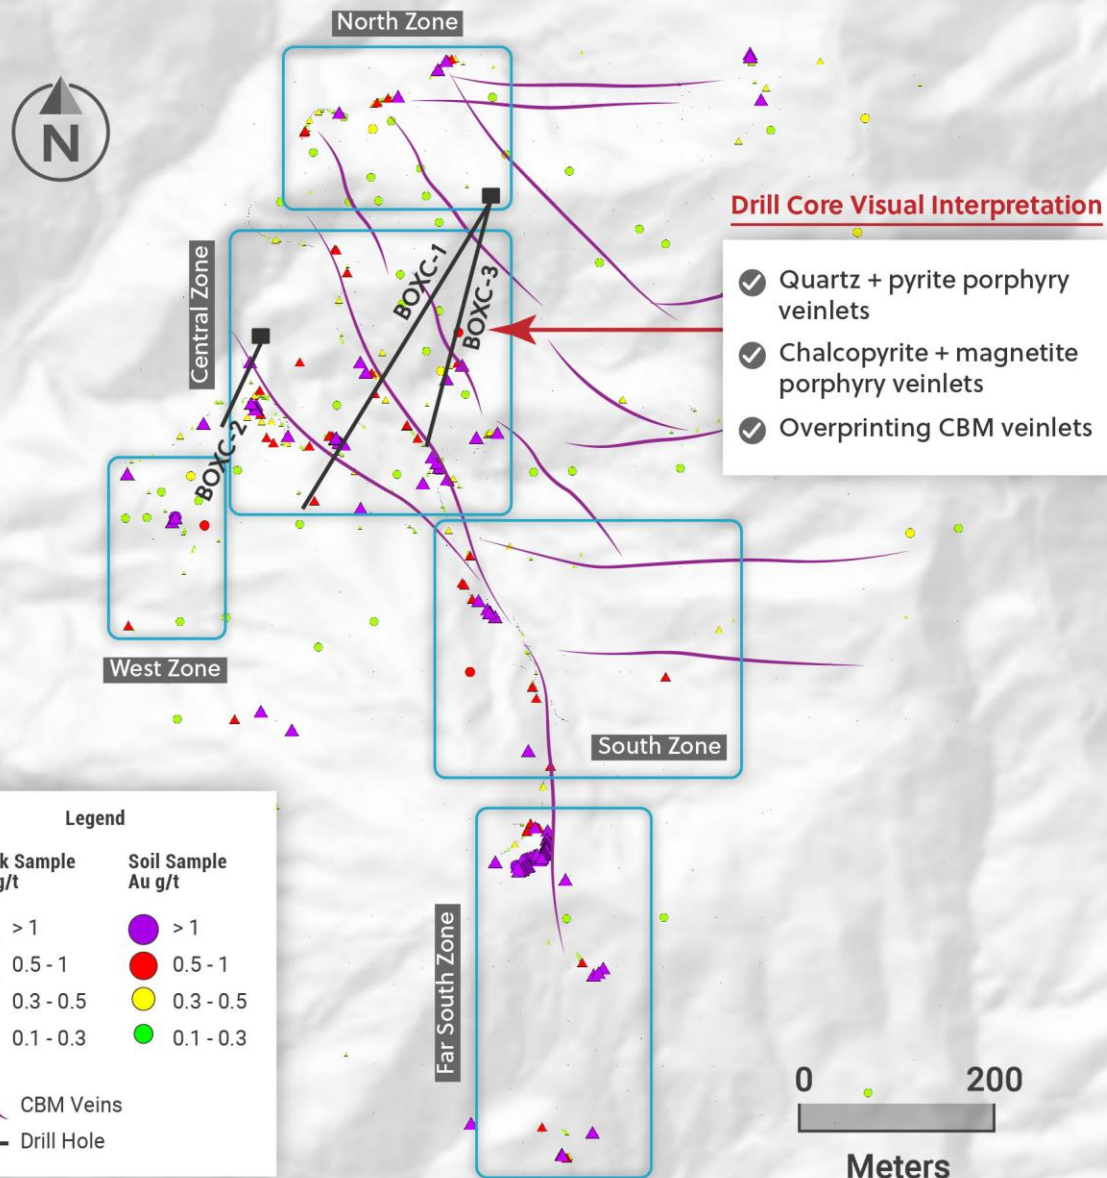 North Zone
N
Drill Core Visual Interpretation
Quartz + pyrite porphyry
veinlets
Chalcopyrite + magnetite
porphyry veinlets
Overprinting CBM veinlets
Central Zone
BOXC-1
BOXC-3
BOXC-2
West Zone
South Zone
Far South Zone
Legend
k Sample
g/t
> 1
0.5 - 1
0.3 - 0.5
0.1 - 0.3
Soil Sample
Au g/t
> 1
0.5 - 1
0.3 - 0.5
0.1 - 0.3
CBM Veins
Drill Hole
0 200
Meters